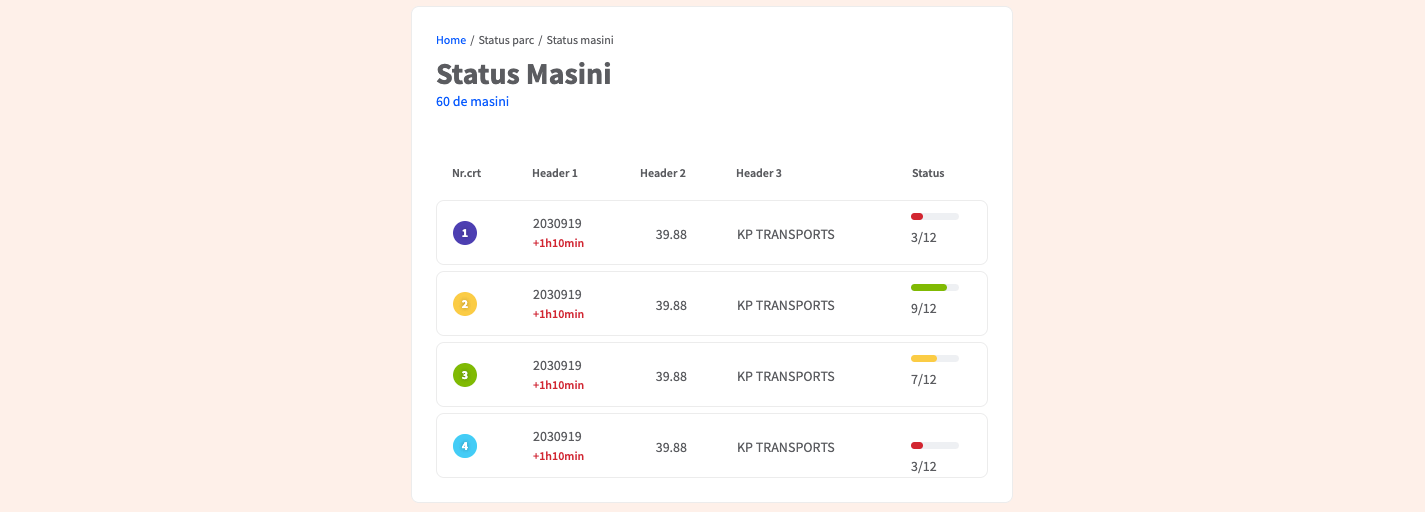 Home / Status parc / Status masini
Status Masini
60 de masini
Nr.crt Header 1 Header 2 Header 3 Status
1 2030919 39.88 KP TRANSPORTS 3/12
+1h10min
2 2030919 39.88 KP TRANSPORTS 9/12
+1h10min
3 2030919 39.88 KP TRANSPORTS 7/12
+1h10min
4 2030919 39.88 KP TRANSPORTS 3/12
+1h10min